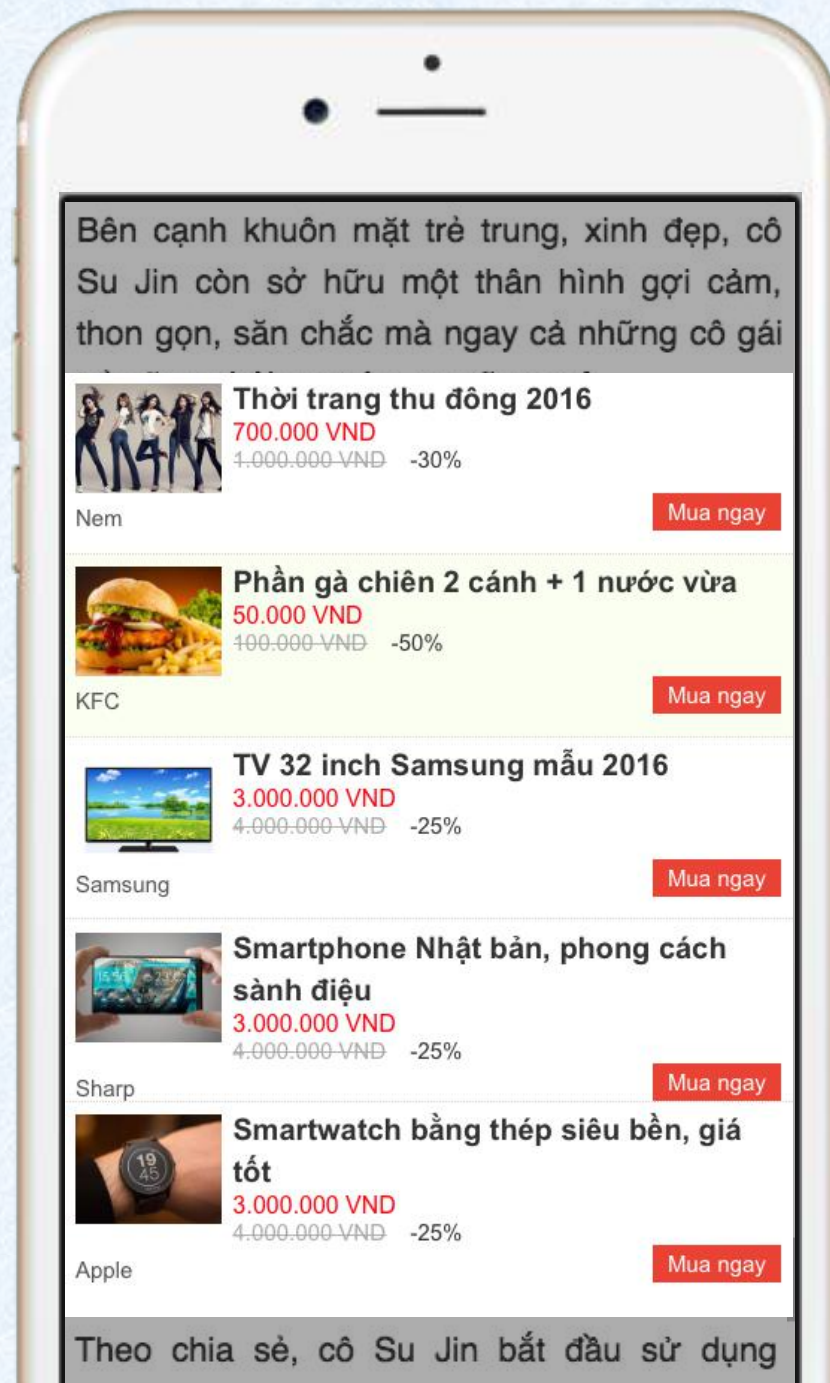 Bên cạnh khuôn mặt trẻ trung, xinh đẹp, cô
Su Jin còn sở hữu một thân hình gợi cảm,
thon gọn, săn chắc mà ngay cả những cô gái
Thời trang thu đông 2016
700.000 VND
1.000.000 VND -30%
Nem
Mua ngay
Phần gà chiên 2 cánh + 1 nước vừa
50.000 VND
100.000 VND -50%
KFC
Mua ngay
TV 32 inch Samsung mẫu 2016
3.000.000 VND
4.000.000 VND -25%
Samsung
Mua ngay
Smartphone Nhật bản, phong cách
sành điệu
3.000.000 VND
4.000.000 VND -25%
Sharp
Mua ngay
Smartwatch bằng thép siêu bền, giá
tốt
19
45
3.000.000 VND
4.000.000 VND -25%
Apple
Mua ngay
Theo chia sẻ, cô Su Jin bắt đầu sử dụng